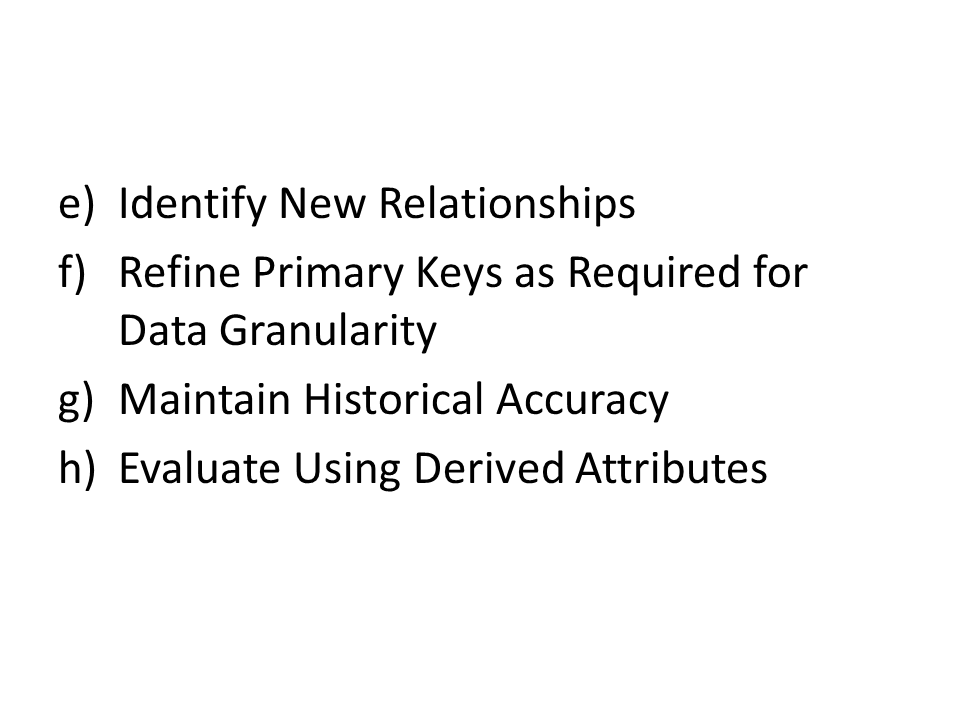 e) Identify New Relationships
f) Refine Primary Keys as Required for
Data Granularity
g) Maintain Historical Accuracy
h) Evaluate Using Derived Attributes